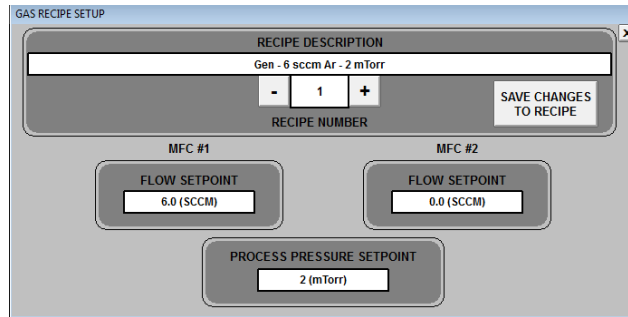 GAS RECIPE SETUP
X
RECIPE DESCRIPTION
Gen - 6 sccm Ar - 2 mTorr
- 1 +
SAVE CHANGES
TO RECIPE
RECIPE NUMBER
MFC #1
MFC #2
FLOW SETPOINT
FLOW SETPOINT
6.0 (SCCM)
0.0 (SCCM)
PROCESS PRESSURE SETPOINT
2 (mTorr)